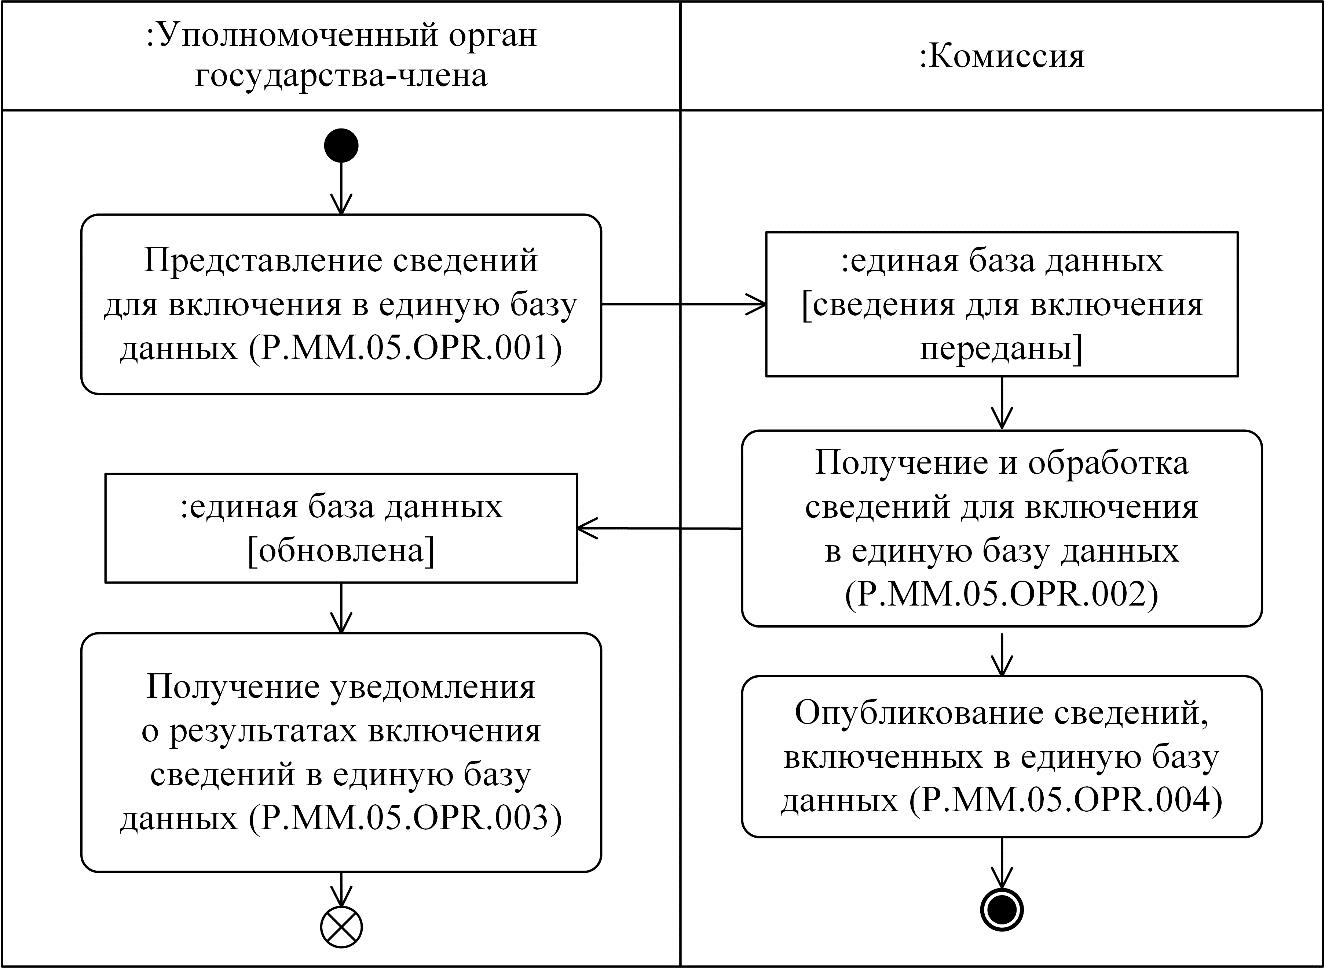 :Уполномоченный орган
государства-члена
:Комиссия
Представление сведений
для включения в единую базу
данных (P.MM.05.OPR.001)
:единая база данных
[сведения для включения
переданы]
Получение и обработка
сведений для включения
в единую базу данных
(P.MM.05.OPR.002)
:единая база данных
[обновлена]
Получение уведомления
о результатах включения
сведений в единую базу
данных (P.MM.05.OPR.003)
Опубликование сведений,
включенных в единую базу
данных (P.MM.05.OPR.004)